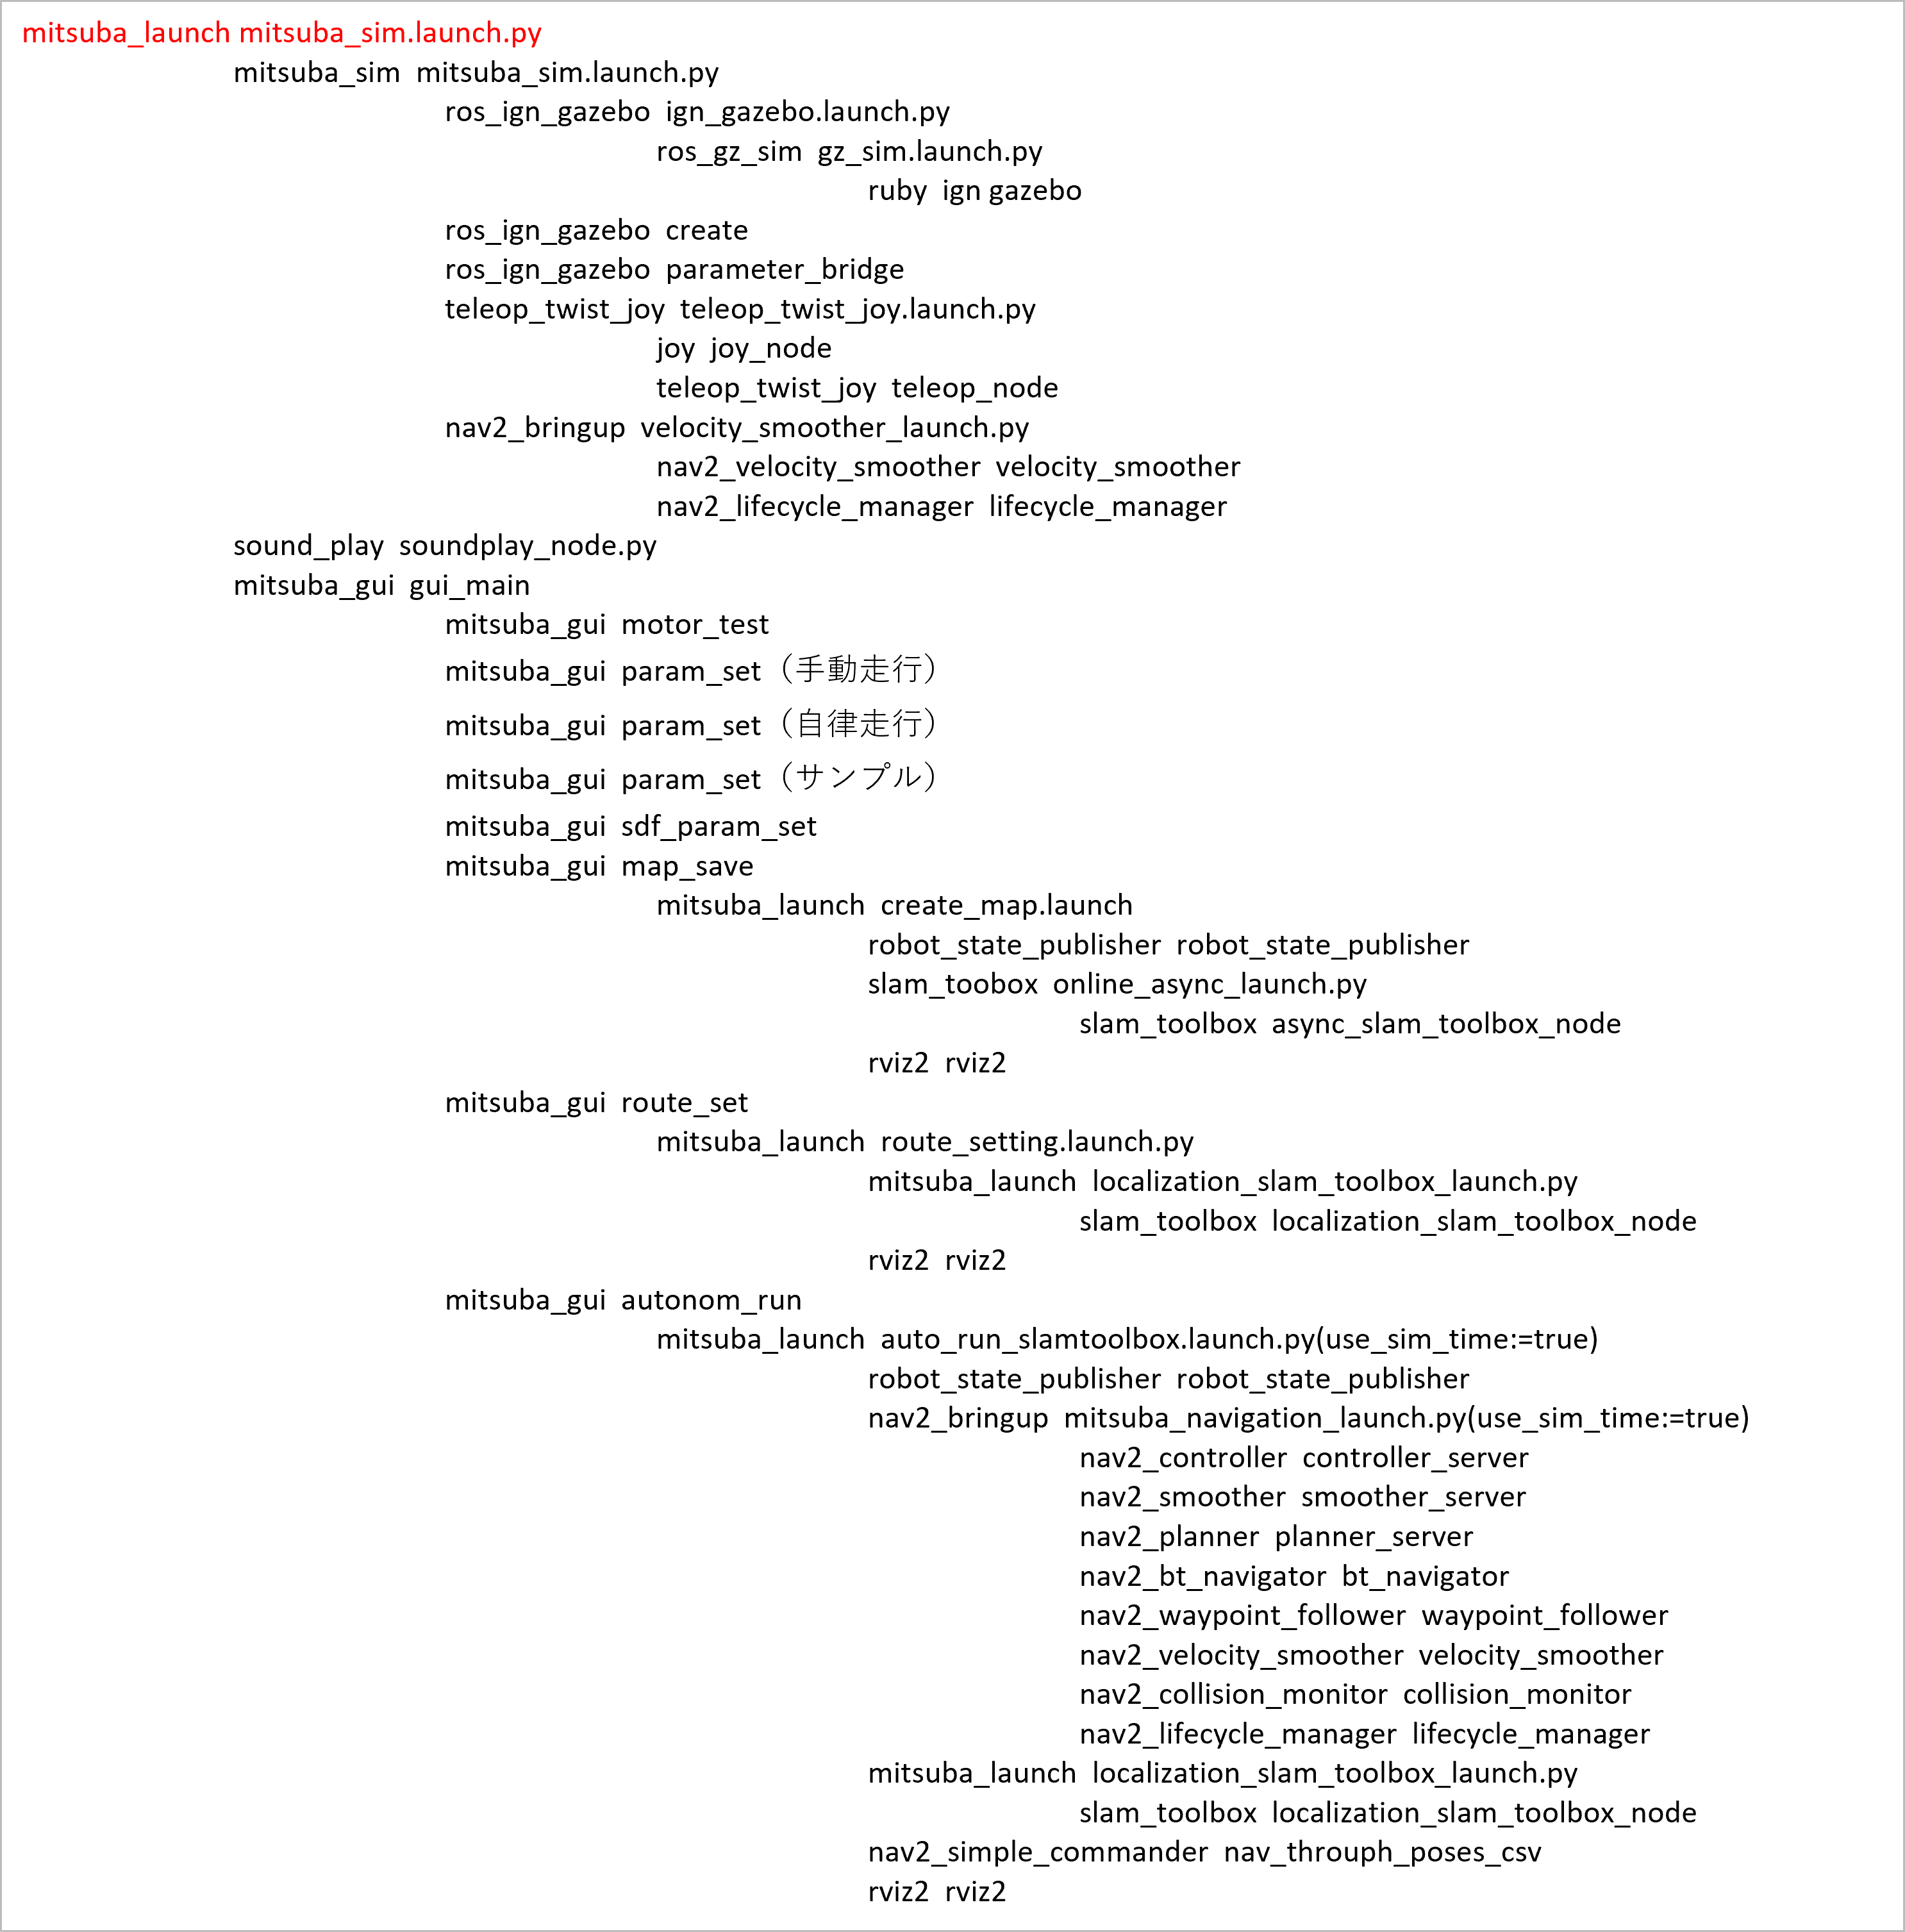 mitsuba_launch mitsuba_sim.launch.py
mitsuba_sim mitsuba_sim.launch.py
ros_ign_gazebo ign_gazebo.launch.py
ros_gz_sim gz_sim.launch.py
ruby ign gazebo
ros_ign_gazebo create
ros_ign_gazebo parameter_bridge
teleop_twist_joy teleop_twist_joy.launch.py
joy joy_node
teleop_twist_joy teleop_node
nav2_bringup velocity_smoother_launch.py
nav2_velocity_smoother velocity_smoother
nav2_lifecycle_manager lifecycle_manager
sound_play soundplay_node.py
mitsuba_gui gui_main
mitsuba_gui motor_test
mitsuba_gui param_set（手動走行）
mitsuba_gui param_set（自律走行）
mitsuba_gui param_set（サンプル）
mitsuba_gui sdf_param_set
mitsuba_gui map_save
mitsuba_launch create_map.launch
robot_state_publisher robot_state_publisher
slam_toobox online_async_launch.py
slam_toolbox async_slam_toolbox_node
rviz2 rviz2
mitsuba_gui route_set
mitsuba_launch route_setting.launch.py
mitsuba_launch localization_slam_toolbox_launch.py
slam_toolbox localization_slam_toolbox_node
rviz2 rviz2
mitsuba_gui autonom_run
mitsuba_launch auto_run_slamtoolbox.launch.py(use_sim_time:=true)
robot_state_publisher robot_state_publisher
nav2_bringup mitsuba_navigation_launch.py(use_sim_time:=true)
nav2_controller controller_server
nav2_smoother smoother_server
nav2_planner planner_server
nav2_bt_navigator bt_navigator
nav2_waypoint_follower waypoint_follower
nav2_velocity_smoother velocity_smoother
nav2_collision_monitor collision_monitor
nav2_lifecycle_manager lifecycle_manager
mitsuba_launch localization_slam_toolbox_launch.py
slam_toolbox localization_slam_toolbox_node
nav2_simple_commander nav_throuph_poses_csv
rviz2 rviz2